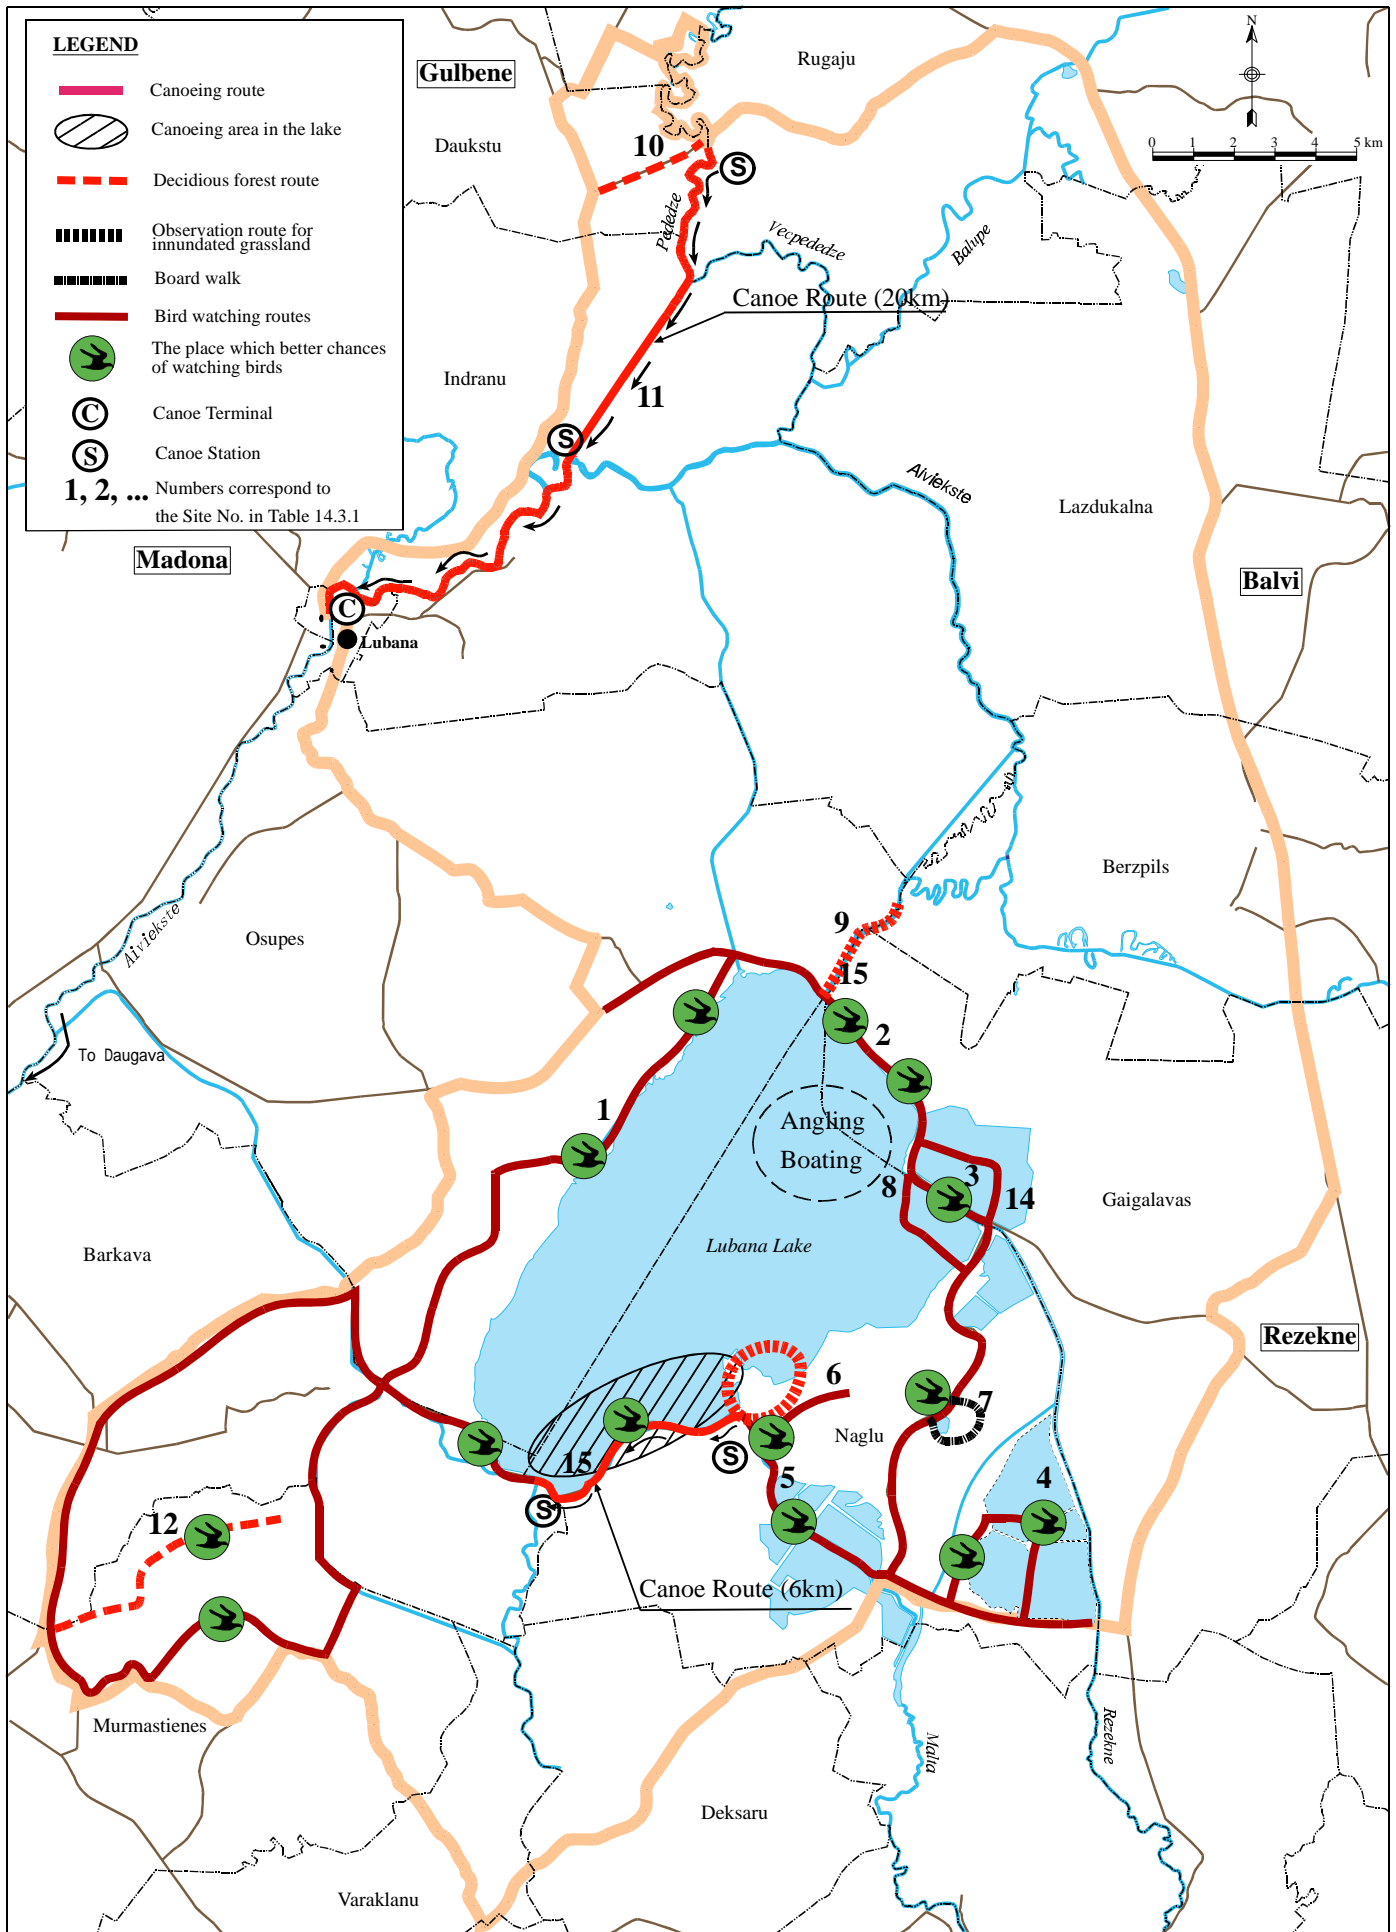 LEGEND
Canoeing route
Canoeing area in the lake
Decidious forest route
Observation route for
innundated grassland
Board walk
Bird watching routes
The place which better chances
of watching birds
C
Canoe Terminal
S
Canoe Station
1, 2, ...
Numbers correspond to
the Site No. in Table 14.3.1
Gulbene
Rugaju
N
0 1 2 3 4 5 km
Daukstu
10
S
Pededze
Vecpededze
Balupe
Canoe Route (20km)
Indranu
11
S
Aiviekste
Lazdukalna
Madona
Balvi
C
Lubana
Berzpils
Aiviekste
Osupes
9
15
2
To Daugava
1
Angling
Boating
3
8
14
Gaigalavas
Barkava
Lubana Lake
Rezekne
6
7
Naglu
S
15
5
4
S
12
Canoe Route (6km)
Murmastienes
Malta
Rezekne
Deksaru
Varaklanu